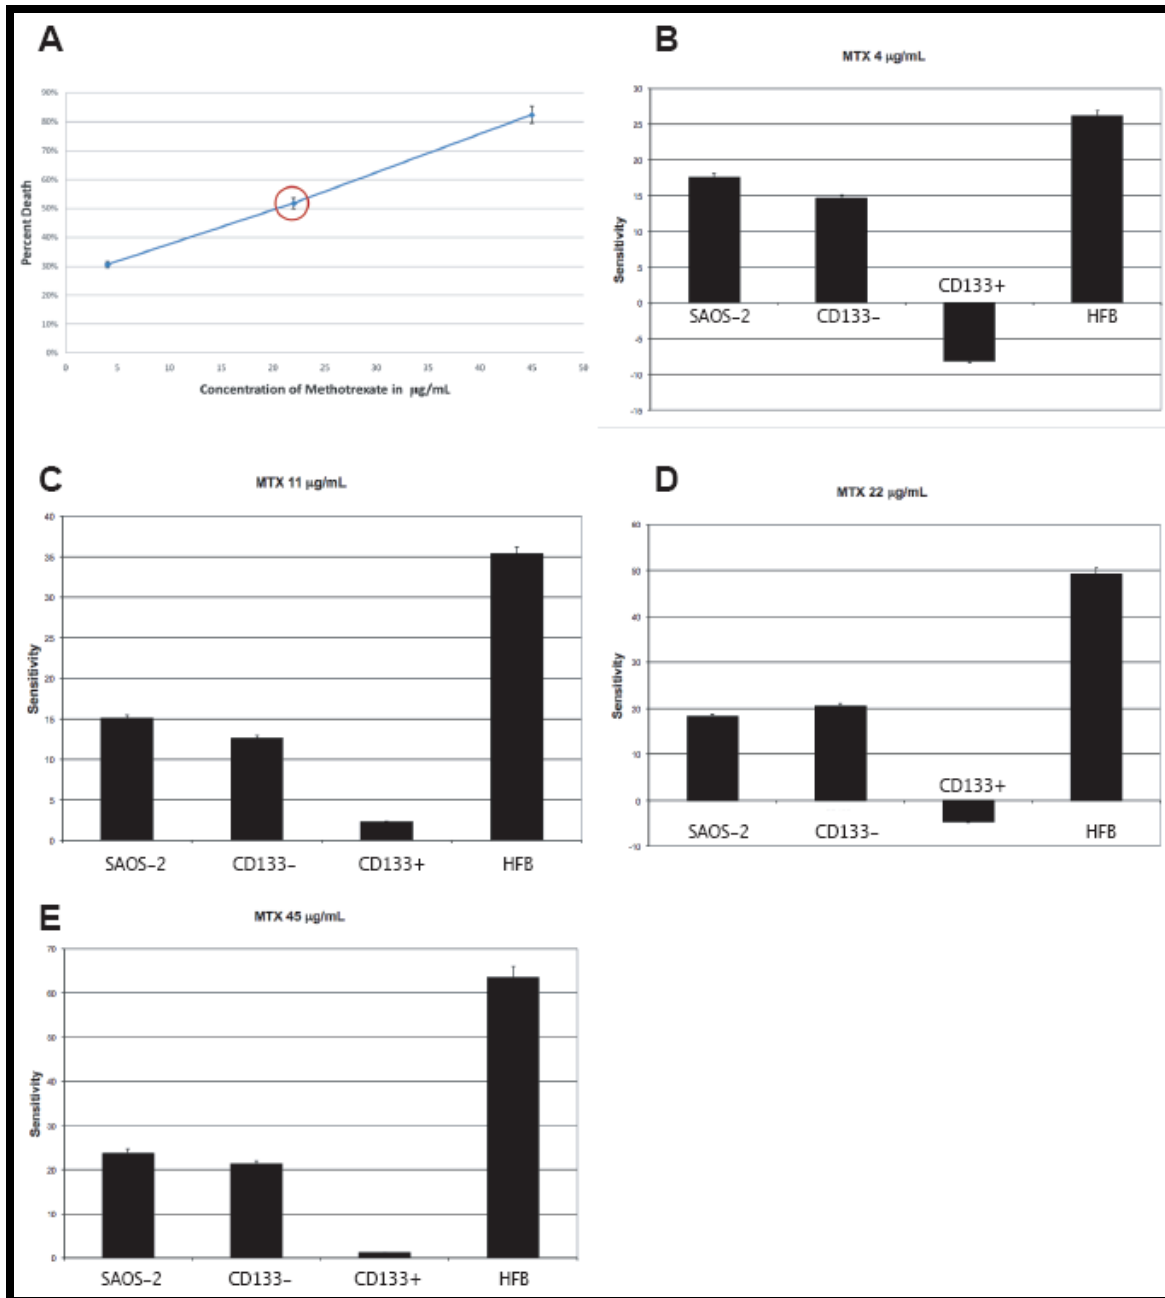 A
90%
80%
70%
60%
50%
40%
30%
20%
10%
0%
Percent Death
0 5 10 15 20 25 30 35 40 45 50
Concentration of Methotrexate in µg/mL
B
MTX 4 µg/mL
30
25
20
15
10
5
0
-5
-10
-15
Sensitivity
CD133+
SAOS-2 CD133- HFB
C
MTX 11 µg/mL
40
35
30
25
20
15
10
5
0
Sensitivity
SAOS-2 CD133- CD133+ HFB
D
MTX 22 µg/mL
60
50
40
30
20
10
0
-10
Sensitivity
CD133+
SAOS-2 CD133- HFB
E
MTX 45 µg/mL
70
60
50
40
30
20
10
0
Sensitivity
SAOS-2 CD133- CD133+ HFB